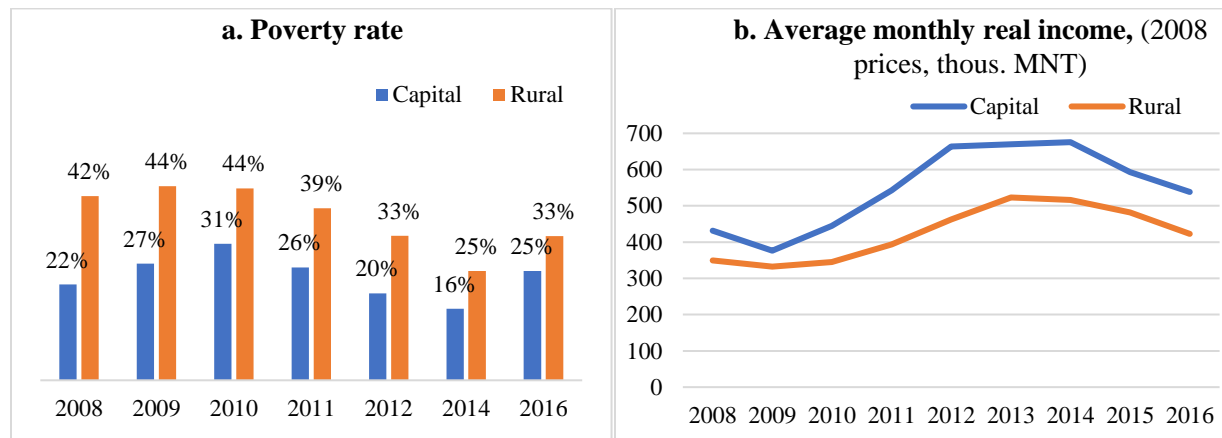 a. Poverty rate
Capital Rural
42% 44% 44% 39% 33% 25% 33%
22% 27% 31% 26% 20% 16% 25%
2008 2009 2010 2011 2012 2014 2016
b. Average monthly real income, (2008
prices, thous. MNT)
Capital Rural
700
600
500
400
300
200
100
0
2008 2009 2010 2011 2012 2013 2014 2015 2016